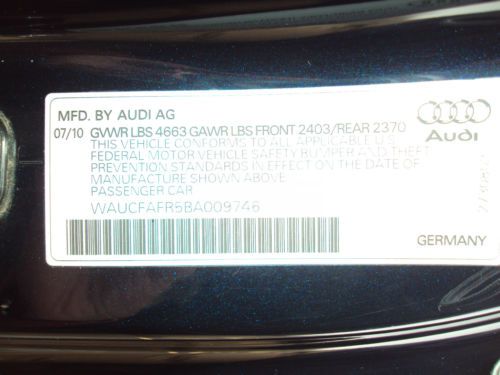 MFD. BY AUDI AG
07/10 GVWR LBS 4663 GAWR LBS FRONT 2403/REAR 2370
THIS VEHICLE CONFORMS TO ALL APPLICABLE U.S.
FEDERAL MOTOR VEHICLE SAFETY BUMPER AND THEFT
PREVENTION STANDARDS IN EFFECT ON THE DATE OF
MANUFACTURE SHOWN ABOVE.
PASSENGER CAR
WAUCFAFR5BA009746
Audi
GERMANY